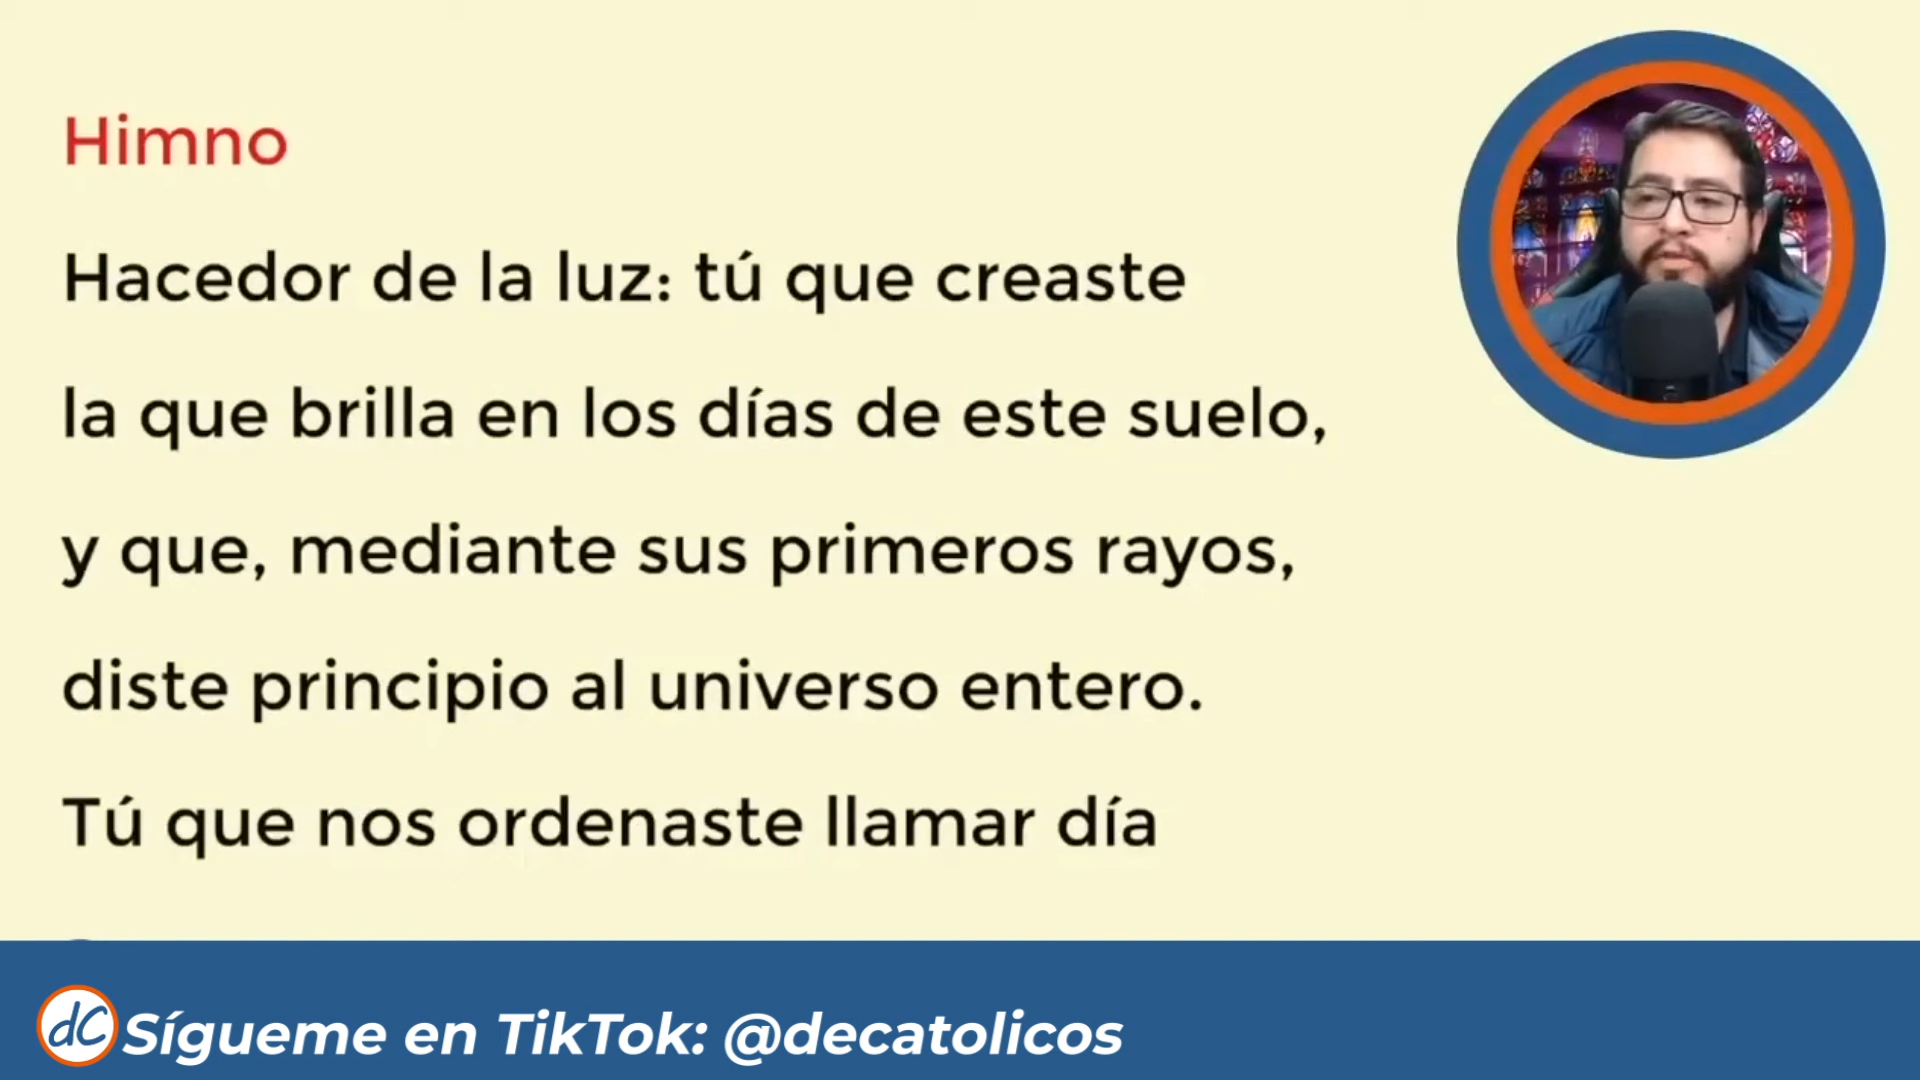 Himno
Hacedor de la luz: tú que creaste
la que brilla en los días de este suelo,
y que, mediante sus primeros rayos,
diste principio al universo entero.
Tú que nos ordenaste llamar día
dC Sígueme en TikTok: @decatolicos